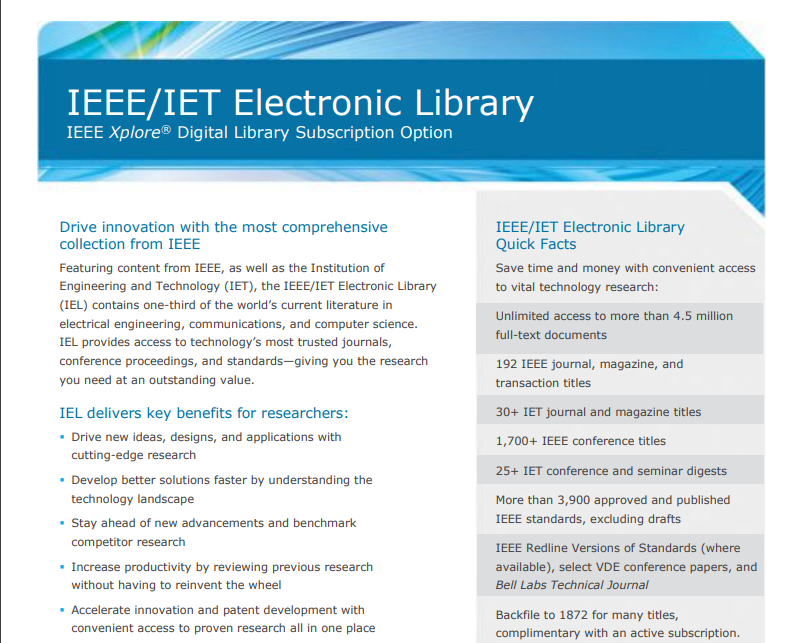 IEEE/IET Electronic Library
IEEE Xplore® Digital Library Subscription Option
Drive innovation with the most comprehensive
collection from IEEE
Featuring content from IEEE, as well as the Institution of
Engineering and Technology (IET), the IEEE/IET Electronic Library
(IEL) contains one-third of the world’s current literature in
electrical engineering, communications, and computer science.
IEL provides access to technology’s most trusted journals,
conference proceedings, and standards—giving you the research
you need at an outstanding value.
IEL delivers key benefits for researchers:
▪ Drive new ideas, designs, and applications with
cutting-edge research
▪ Develop better solutions faster by understanding the
technology landscape
▪ Stay ahead of new advancements and benchmark
competitor research
▪ Increase productivity by reviewing previous research
without having to reinvent the wheel
▪ Accelerate innovation and patent development with
convenient access to proven research all in one place
IEEE/IET Electronic Library
Quick Facts
Save time and money with convenient access
to vital technology research:
Unlimited access to more than 4.5 million
full-text documents
192 IEEE journal, magazine, and
transaction titles
30+ IET journal and magazine titles
1,700+ IEEE conference titles
25+ IET conference and seminar digests
More than 3,900 approved and published
IEEE standards, excluding drafts
IEEE Redline Versions of Standards (where
available), select VDE conference papers, and
Bell Labs Technical Journal
Backfile to 1872 for many titles,
complimentary with an active subscription.